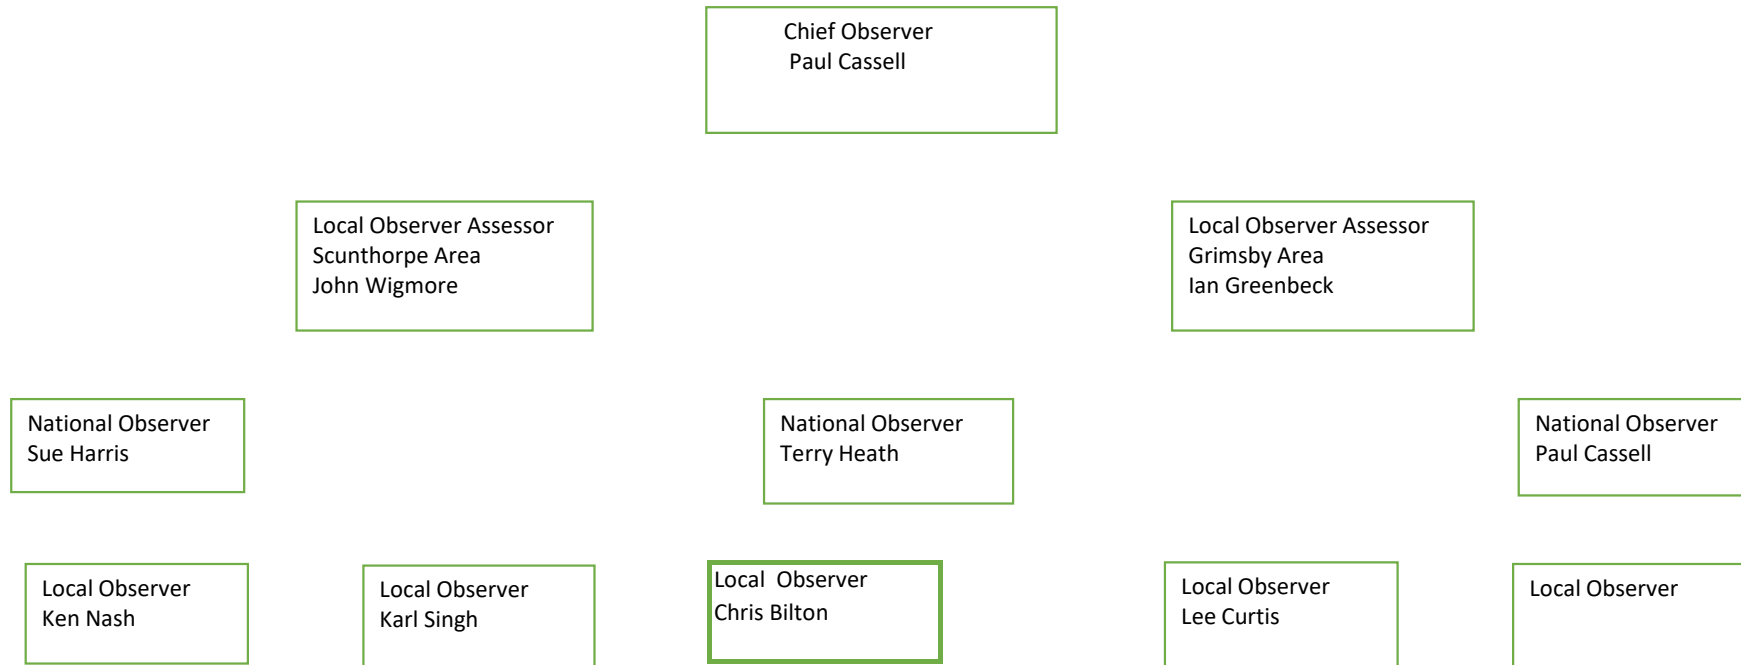 Chief Observer
Paul Cassell
Local Observer Assessor
Scunthorpe Area
John Wigmore
Local Observer Assessor
Grimsby Area
Ian Greenbeck
National Observer
Sue Harris
National Observer
Terry Heath
National Observer
Paul Cassell
Local Observer
Ken Nash
Local Observer
Karl Singh
Local  Observer
Chris Bilton
Local Observer
Lee Curtis
Local Observer